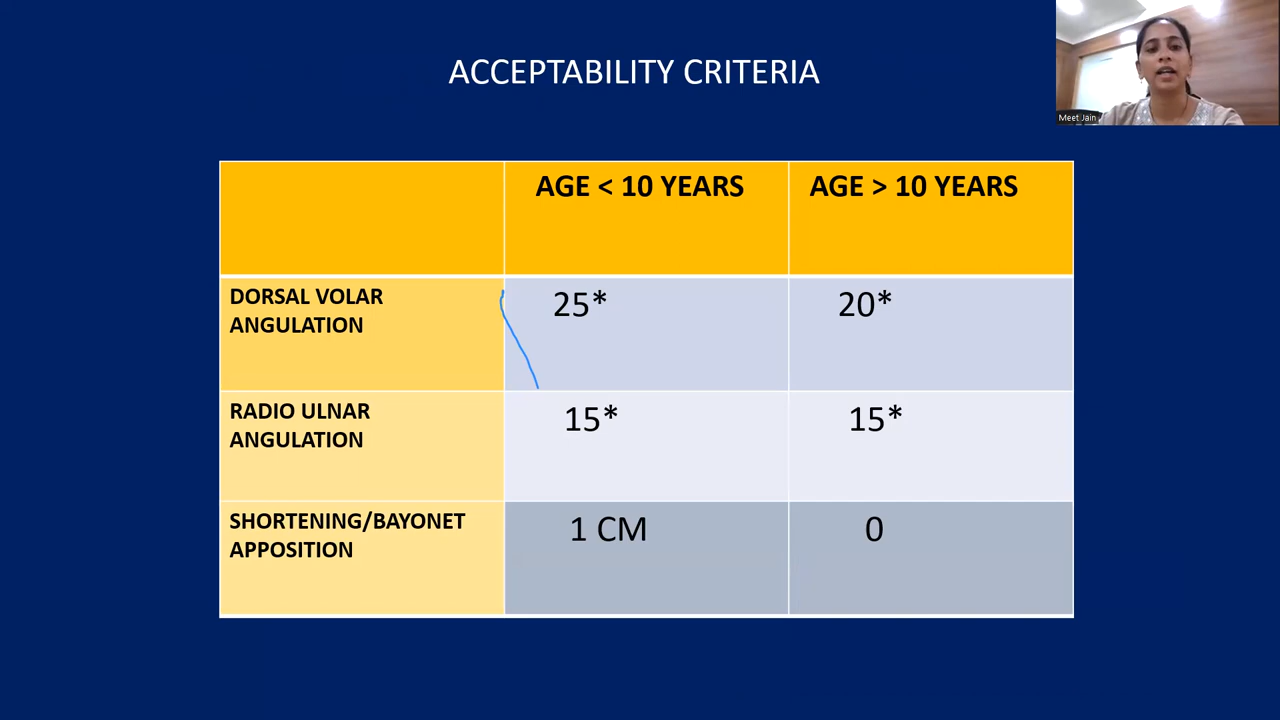 ACCEPTABILITY CRITERIA
Meet Jain
AGE < 10 YEARS
AGE > 10 YEARS
DORSAL VOLAR
ANGULATION
25*
20*
RADIO ULNAR
ANGULATION
15*
15*
SHORTENING/BAYONET
APPOSITION
1 CM
0